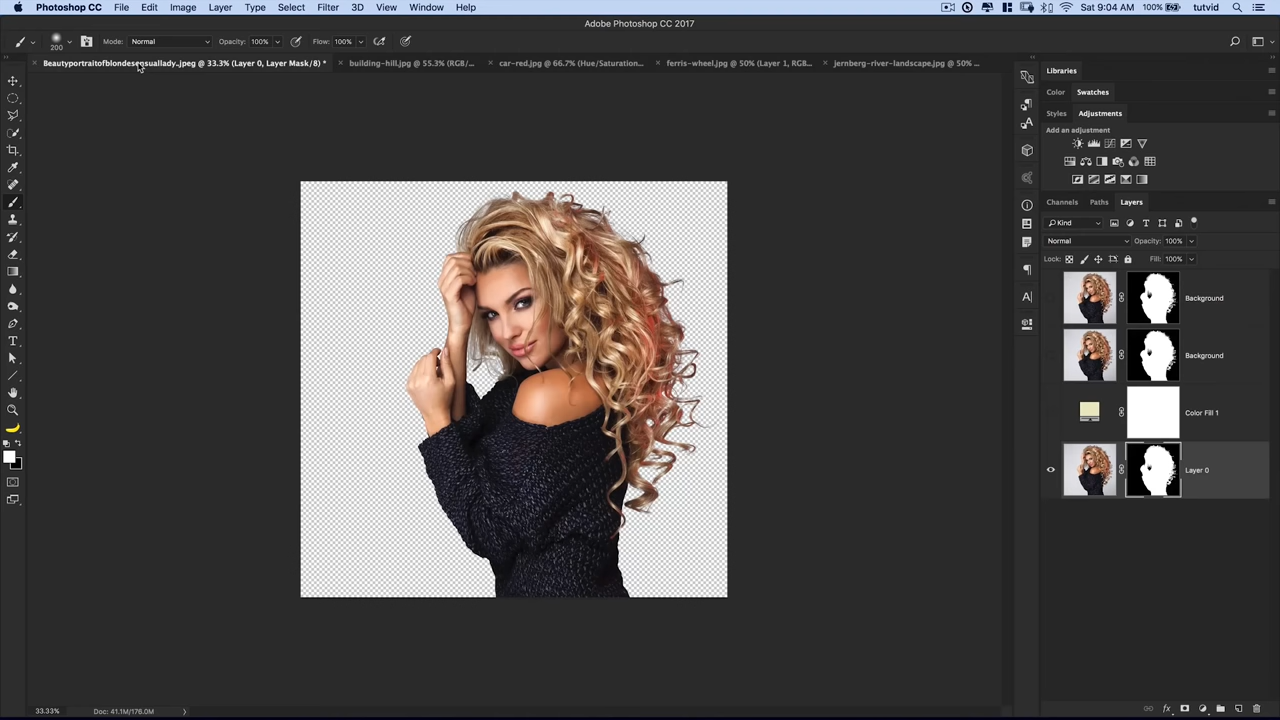 Photoshop CC File Edit Image Layer Type Select Filter 3D View Window Help 100% Sat 9:04 AM tutvid
Adobe Photoshop CC 2017
200 Mode: Normal Opacity: 100% Flow: 100%
Beautyportraitofblondesensuallady.jpeg @ 33.3% (Layer 0, Layer Mask/8) * building-hill.jpg @ 55.3% (RGB/... car-red.jpg @ 66.7% (Hue/Saturation... ferris-wheel.jpg @ 50% (Layer 1, RGB... jernberg-river-landscape.jpg @ 50% ...
Libraries
Color Swatches
Styles Adjustments
Add an adjustment
Channels Paths Layers
Kind
Normal Opacity: 100%
Lock: Fill: 100%
Background
Background
Color Fill 1
Layer 0
33.33% Doc: 41.1M/176.0M